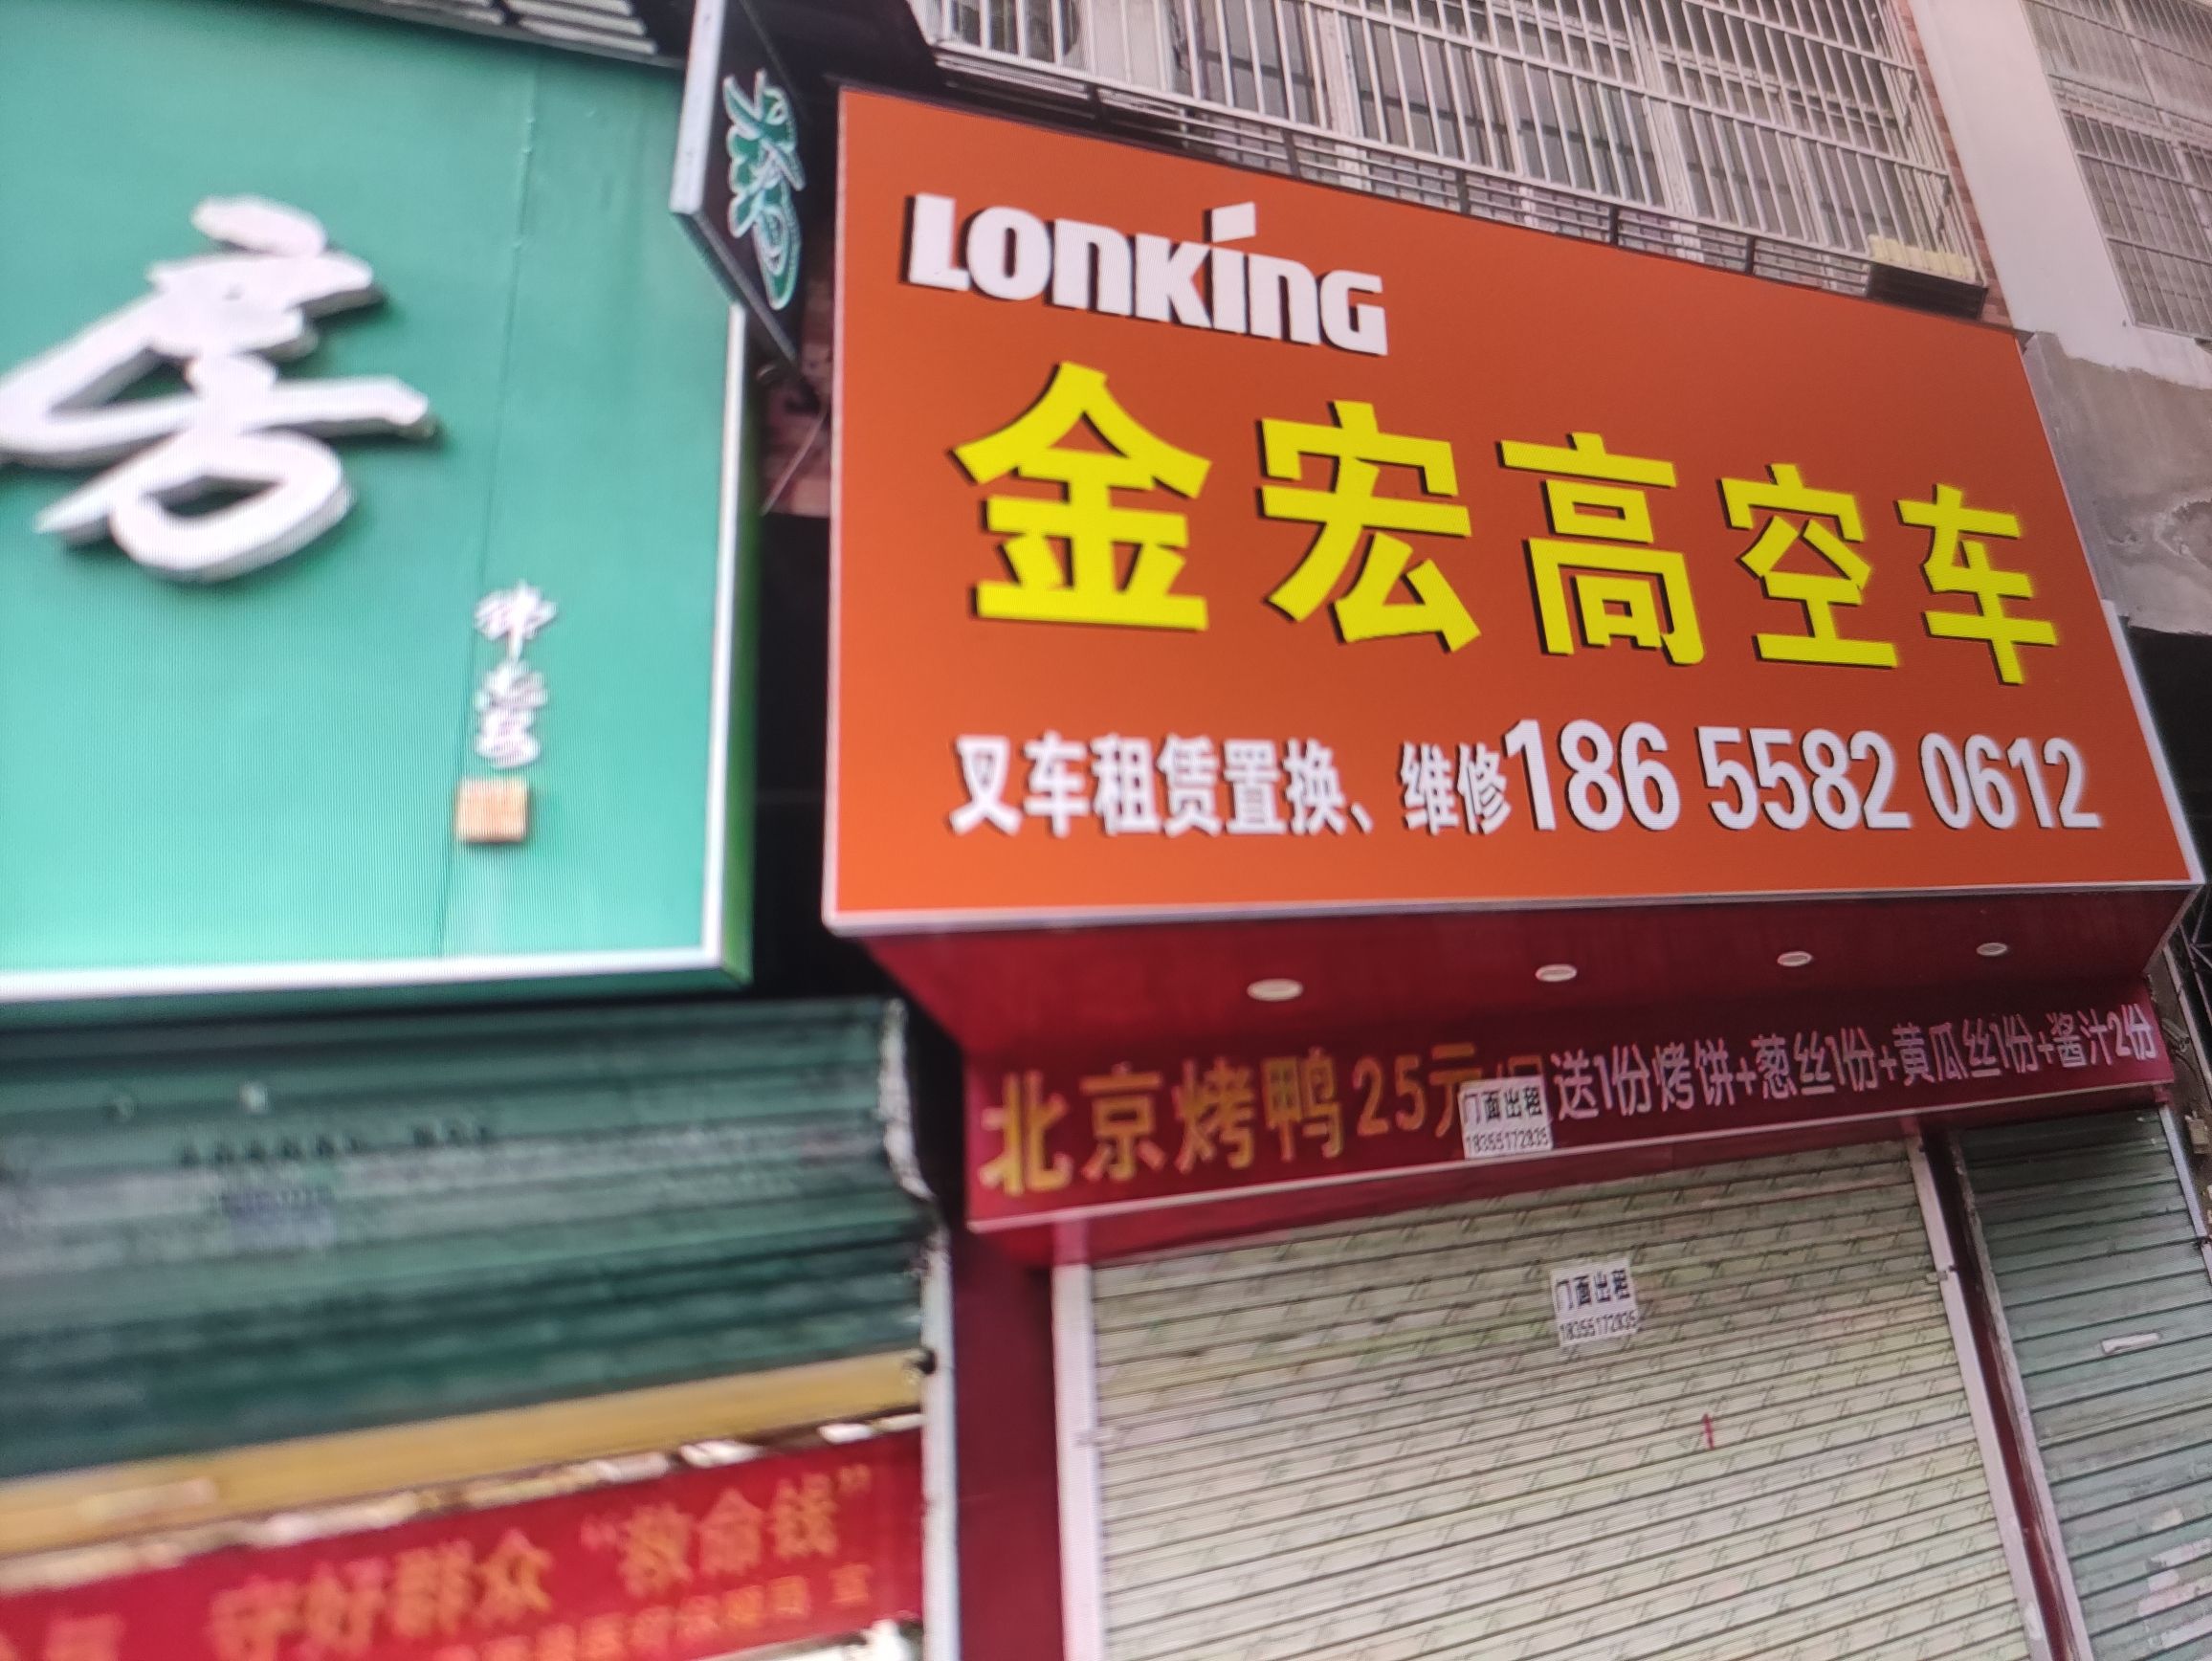 LONKING
金宏高空车
叉车租赁置换、维修186 5582 0612
北京烤鸭25元
送1份烤饼+葱丝1份+黄瓜丝1份+酱汁2份
门面出租
18355172835
门面出租
18355172835
守好群众“救命钱”